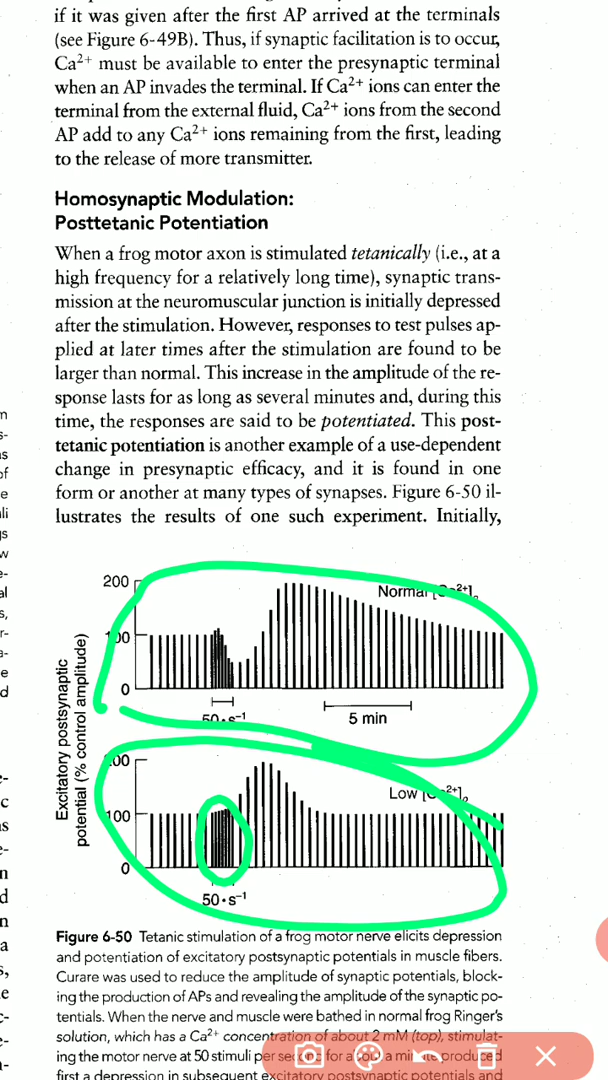 if it was given after the first AP arrived at the terminals
(see Figure 6-49B). Thus, if synaptic facilitation is to occur,
Ca²⁺ must be available to enter the presynaptic terminal
when an AP invades the terminal. If Ca²⁺ ions can enter the
terminal from the external fluid, Ca²⁺ ions from the second
AP add to any Ca²⁺ ions remaining from the first, leading
to the release of more transmitter.
Homosynaptic Modulation:
Posttetanic Potentiation
When a frog motor axon is stimulated tetanically (i.e., at a
high frequency for a relatively long time), synaptic trans-
mission at the neuromuscular junction is initially depressed
after the stimulation. However, responses to test pulses ap-
plied at later times after the stimulation are found to be
larger than normal. This increase in the amplitude of the re-
sponse lasts for as long as several minutes and, during this
time, the responses are said to be potentiated. This post-
tetanic potentiation is another example of a use-dependent
change in presynaptic efficacy, and it is found in one
form or another at many types of synapses. Figure 6-50 il-
lustrates the results of one such experiment. Initially,
Excitatory postsynaptic
potential (% control amplitude)
200
Normal [Ca²⁺]ₒ
100
0
50·s⁻¹
5 min
200
Low [Ca²⁺]ₒ
100
0
50·s⁻¹
Figure 6-50 Tetanic stimulation of a frog motor nerve elicits depression
and potentiation of excitatory postsynaptic potentials in muscle fibers.
Curare was used to reduce the amplitude of synaptic potentials, block-
ing the production of APs and revealing the amplitude of the synaptic po-
tentials. When the nerve and muscle were bathed in normal frog Ringer's
solution, which has a Ca²⁺ concentration of about 2 mM (top), stimulat-
ing the motor nerve at 50 stimuli per second for about a minute produced
first a depression in subsequent excitatory postsynaptic potentials and